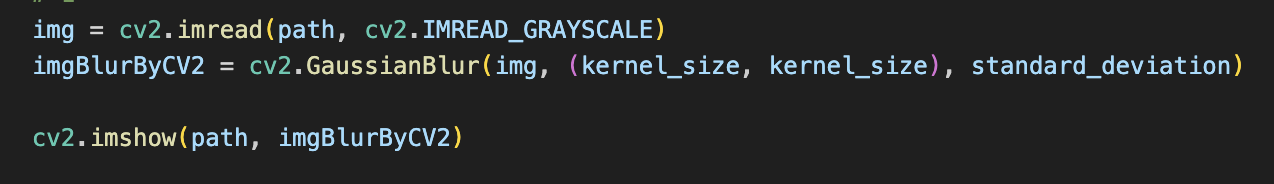 img = cv2.imread(path, cv2.IMREAD_GRAYSCALE)
imgBlurByCV2 = cv2.GaussianBlur(img, (kernel_size, kernel_size), standard_deviation)
cv2.imshow(path, imgBlurByCV2)